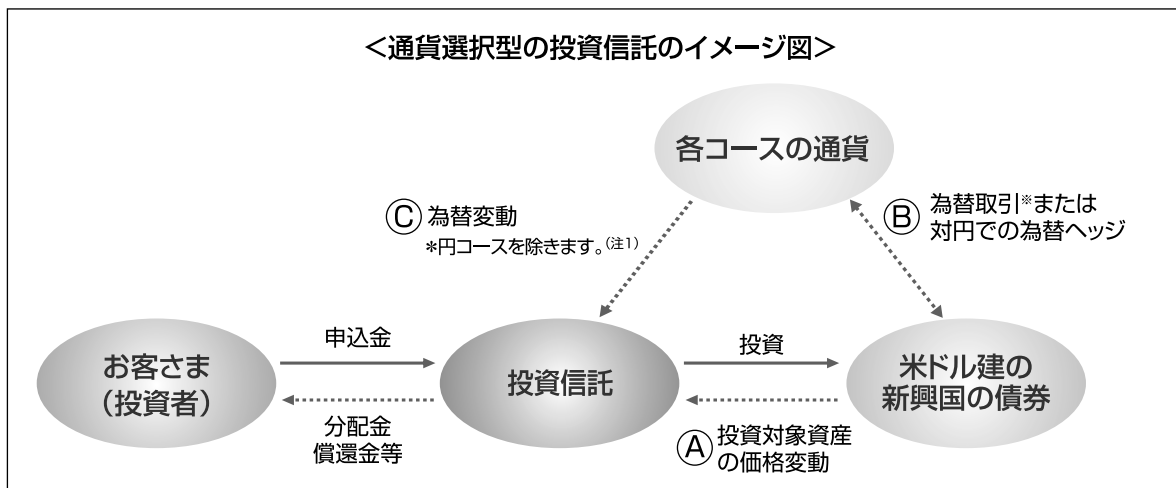 ＜通貨選択型の投資信託のイメージ図＞
各コースの通貨
Ⓒ 為替変動
*円コースを除きます。(注1)
Ⓑ 為替取引※または
対円での為替ヘッジ
お客さま
（投資者）
申込金
分配金
償還金等
投資信託
投資
Ⓐ 投資対象資産
の価格変動
米ドル建の
新興国の債券